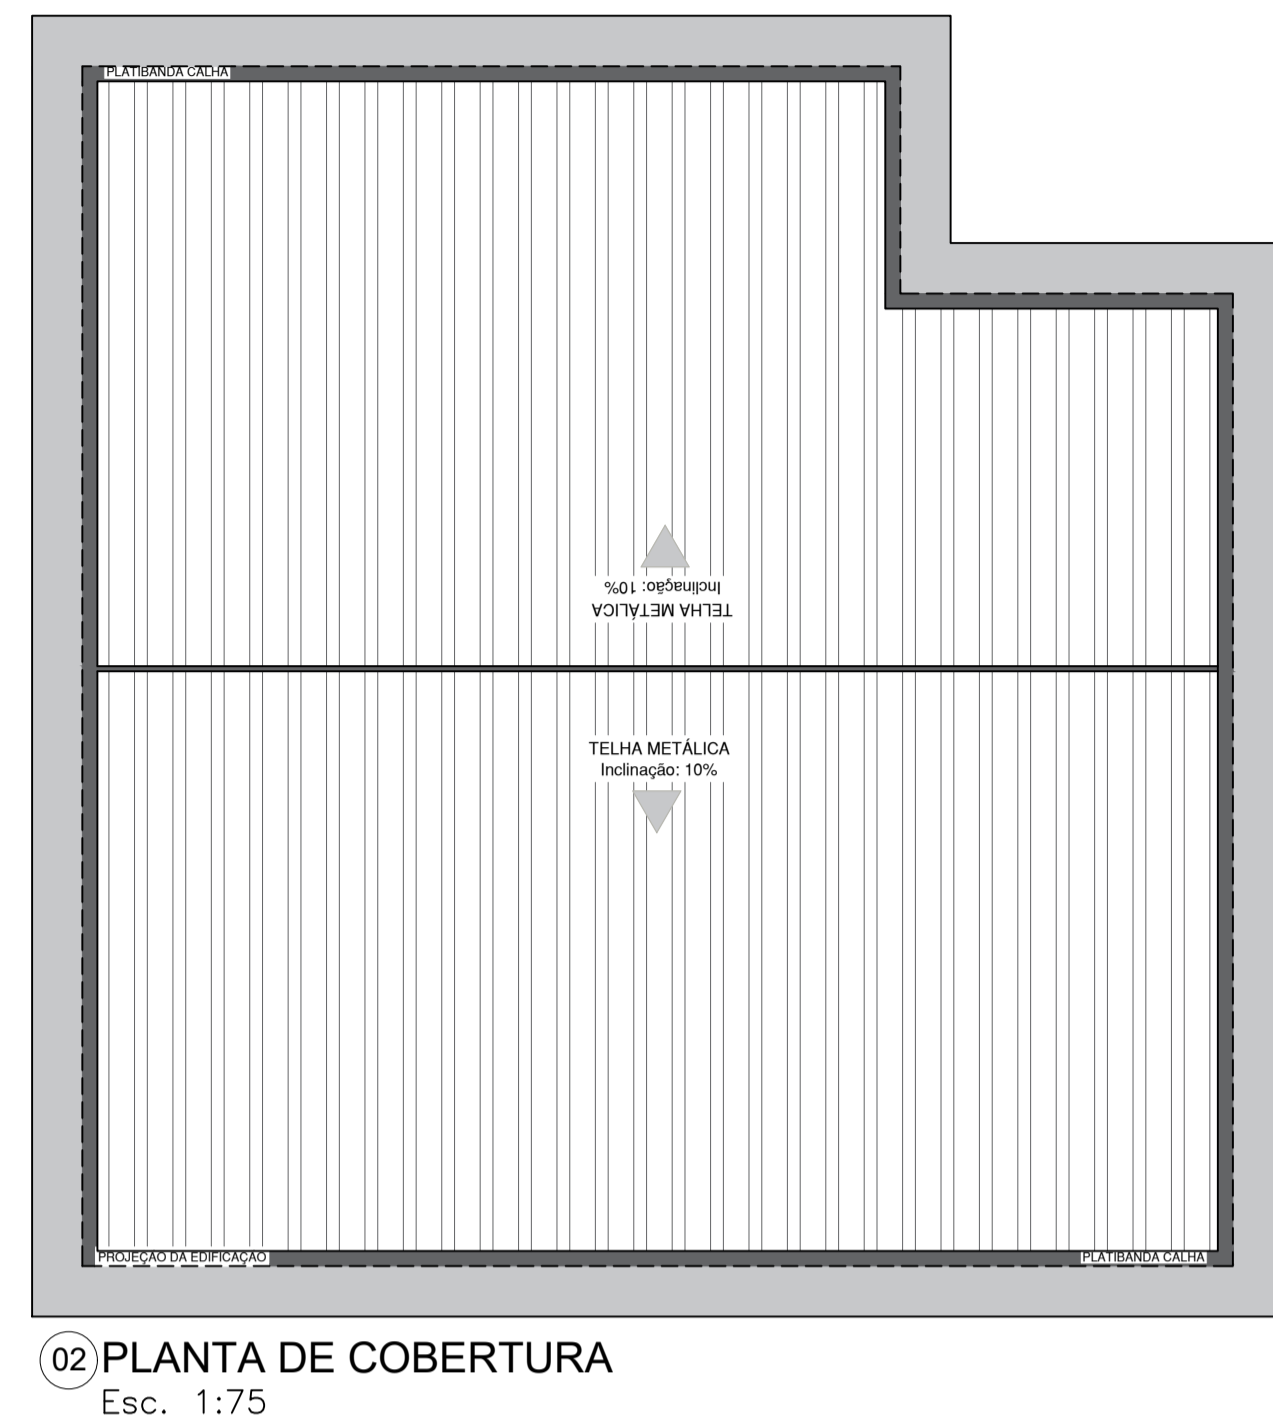 PLATIBANDA CALHA
Inclinação: 10%
TELHA METÁLICA
TELHA METÁLICA
Inclinação: 10%
PROJEÇÃO DA EDIFICAÇÃO
PLATIBANDA CALHA
02 PLANTA DE COBERTURA
Esc. 1:75